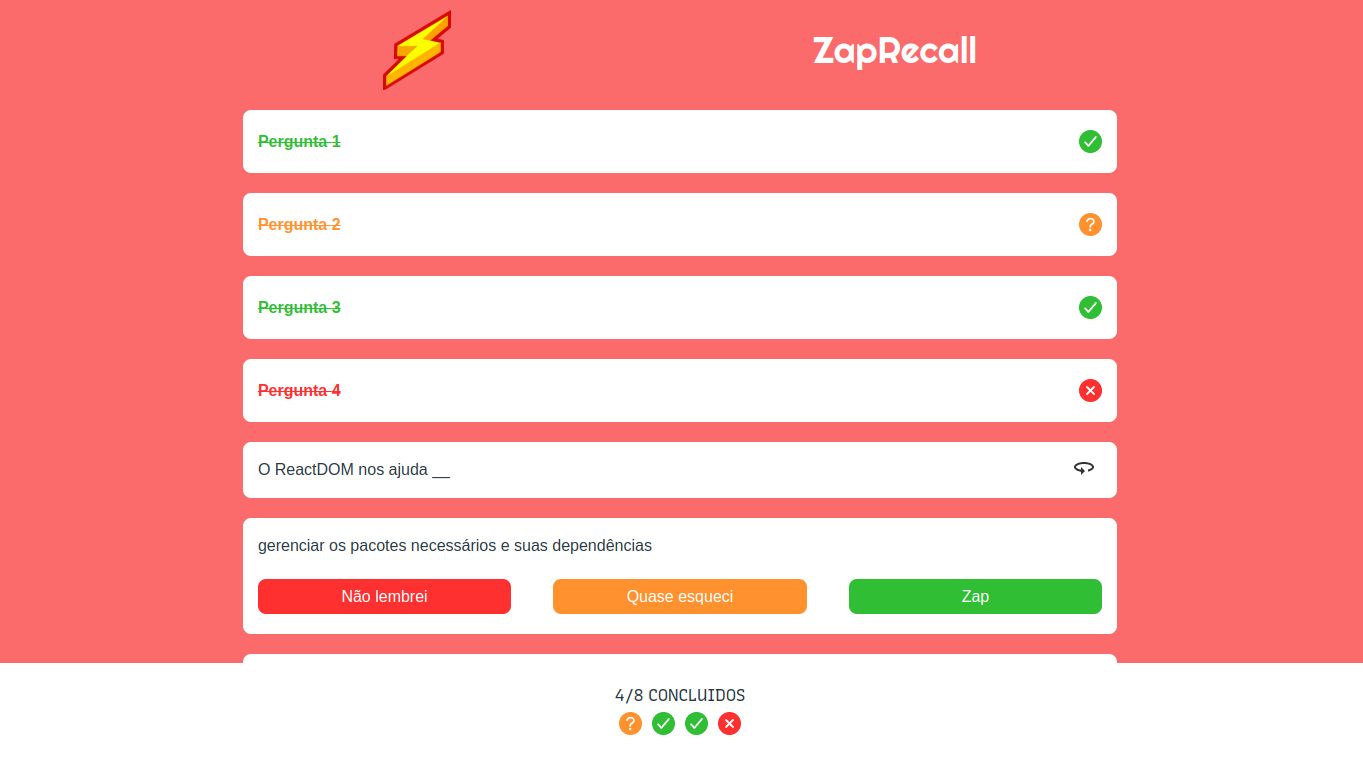 ZapRecall
Pergunta 1
Pergunta 2
Pergunta 3
Pergunta 4
O ReactDOM nos ajuda __
gerenciar os pacotes necessários e suas dependências
Não lembrei
Quase esqueci
Zap
4/8 CONCLUIDOS